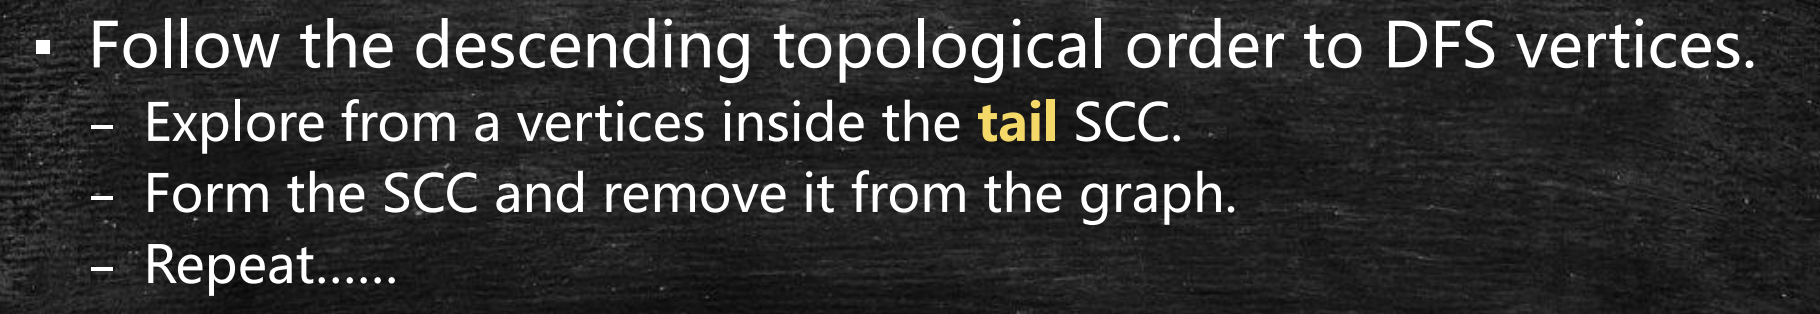 ▪ Follow the descending topological order to DFS vertices.
– Explore from a vertices inside the tail SCC.
– Form the SCC and remove it from the graph.
– Repeat……